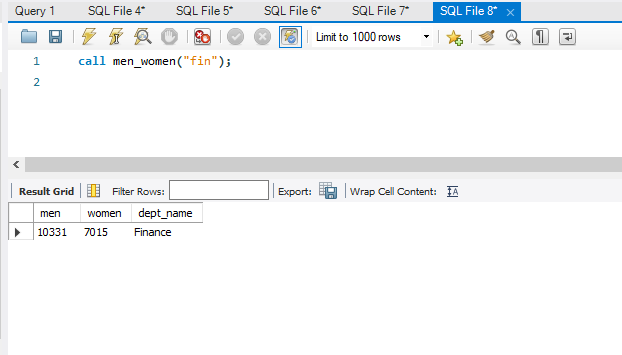 Query 1 SQL File 4* SQL File 5* SQL File 6* SQL File 7* SQL File 8*
Limit to 1000 rows
1 call men_women("fin");
2
Result Grid Filter Rows: Export: Wrap Cell Content: IA
men women dept_name
10331 7015 Finance